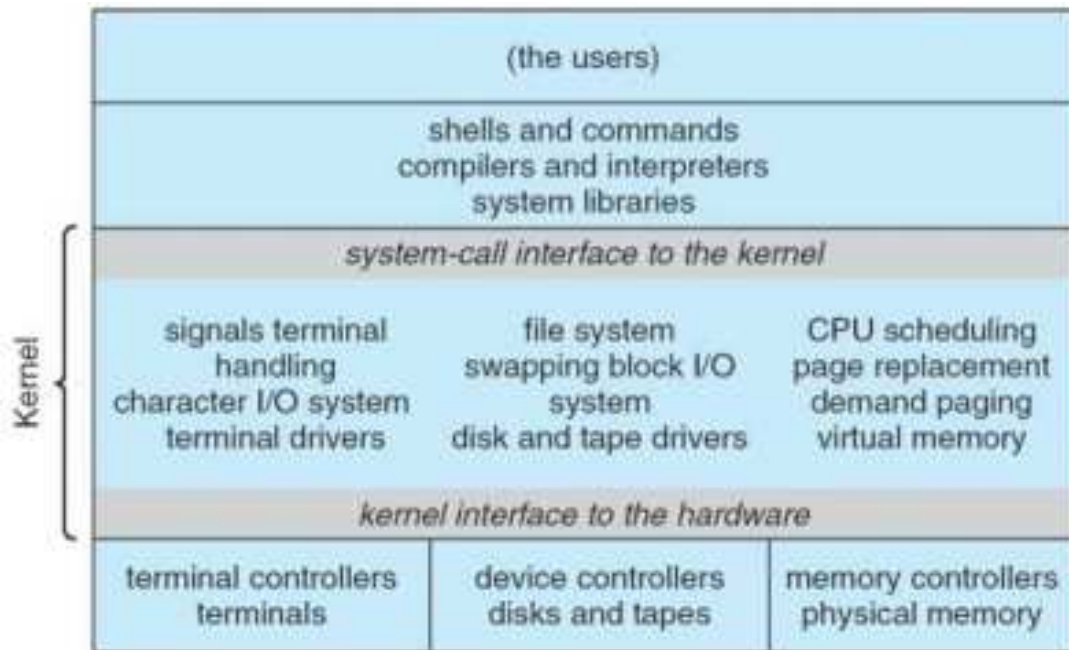 (the users)
shells and commands
compilers and interpreters
system libraries
Kernel
system-call interface to the kernel
signals terminal
handling
character I/O system
terminal drivers
file system
swapping block I/O
system
disk and tape drivers
CPU scheduling
page replacement
demand paging
virtual memory
kernel interface to the hardware
terminal controllers
terminals
device controllers
disks and tapes
memory controllers
physical memory